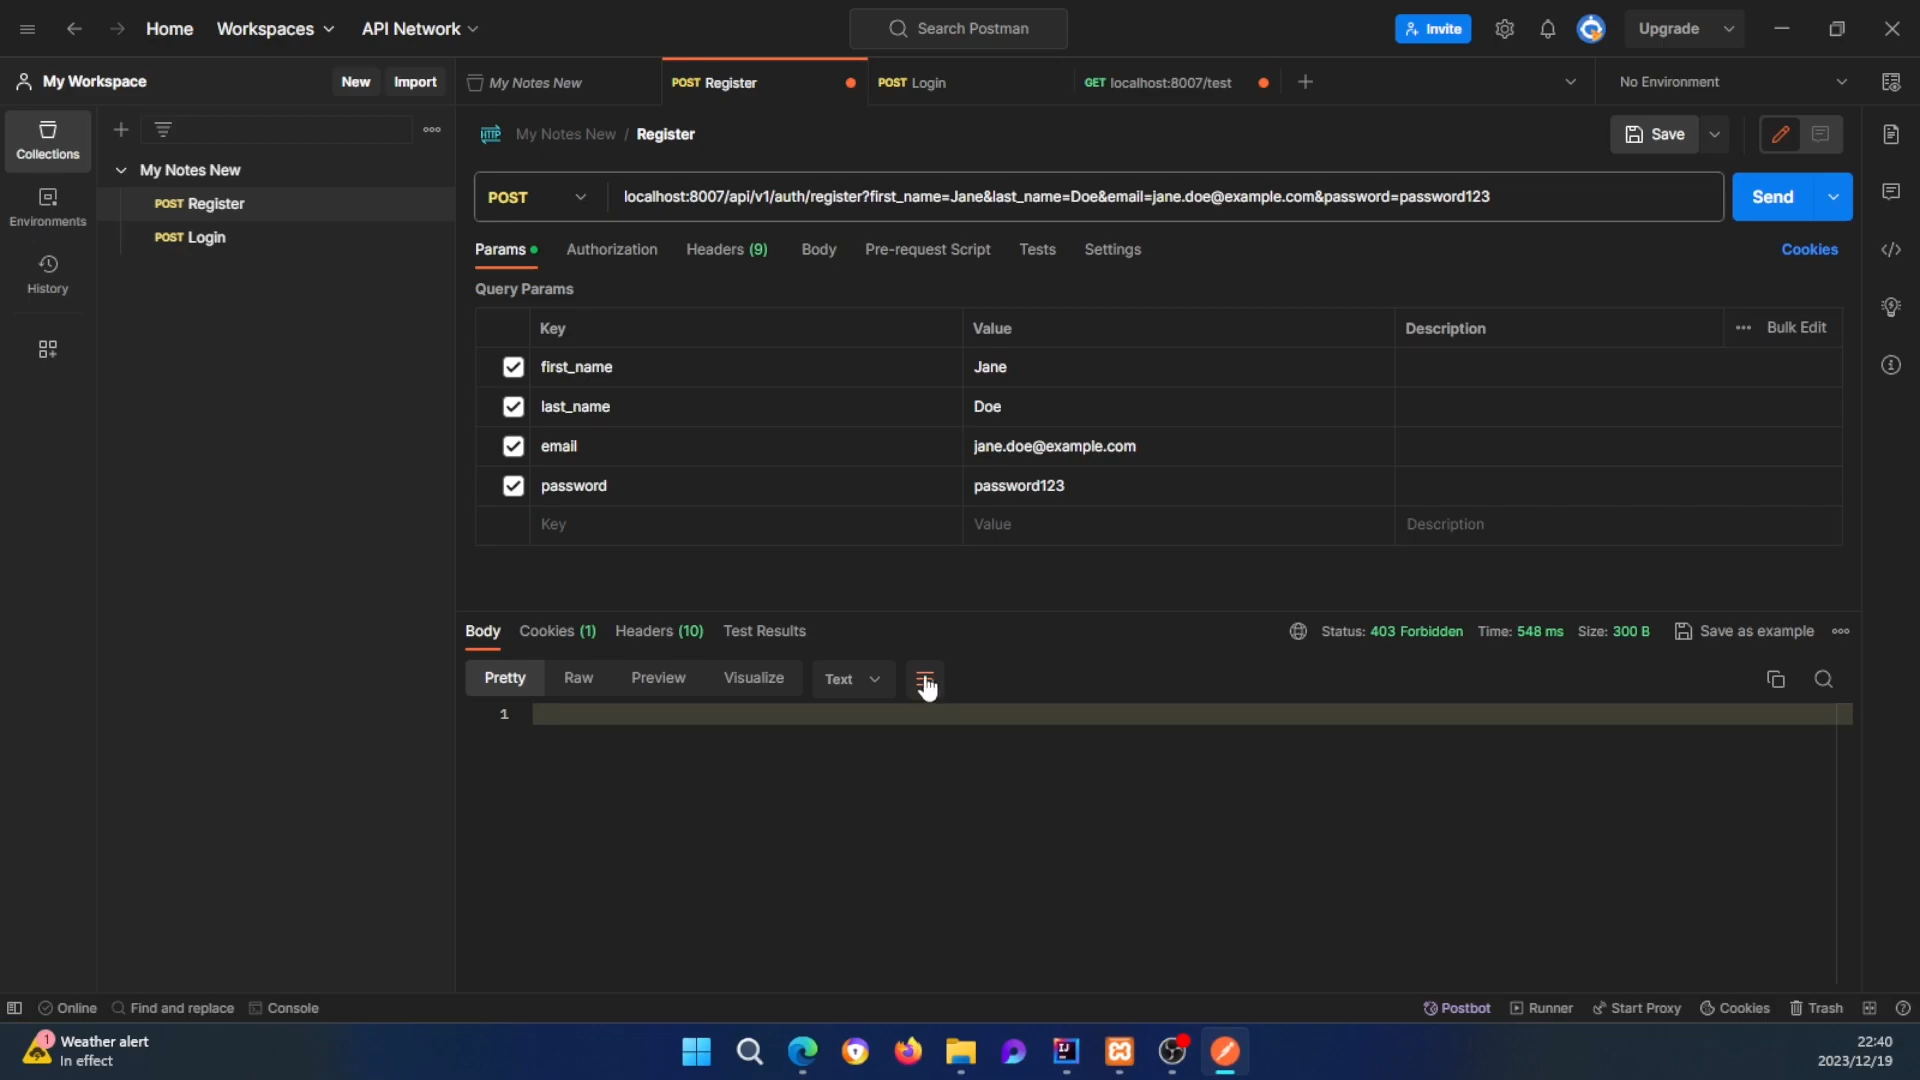 Home
Workspaces
API Network
Search Postman
Invite
Upgrade
My Workspace
New
Import
My Notes New
POST Register
POST Login
GET localhost:8007/test
No Environment
Collections
My Notes New
POST Register
POST Login
Environments
History
HTTP My Notes New / Register
Save
POST
localhost:8007/api/v1/auth/register?first_name=Jane&last_name=Doe&email=jane.doe@example.com&password=password123
Send
Params
Authorization
Headers (9)
Body
Pre-request Script
Tests
Settings
Cookies
Query Params
Key
Value
Description
Bulk Edit
first_name
Jane
last_name
Doe
email
jane.doe@example.com
password
password123
Key
Value
Description
Body
Cookies (1)
Headers (10)
Test Results
Status: 403 Forbidden
Time: 548 ms
Size: 300 B
Save as example
Pretty
Raw
Preview
Visualize
Text
1
Online
Find and replace
Console
Postbot
Runner
Start Proxy
Cookies
Trash
1
Weather alert
In effect
IJ
22:40
2023/12/19